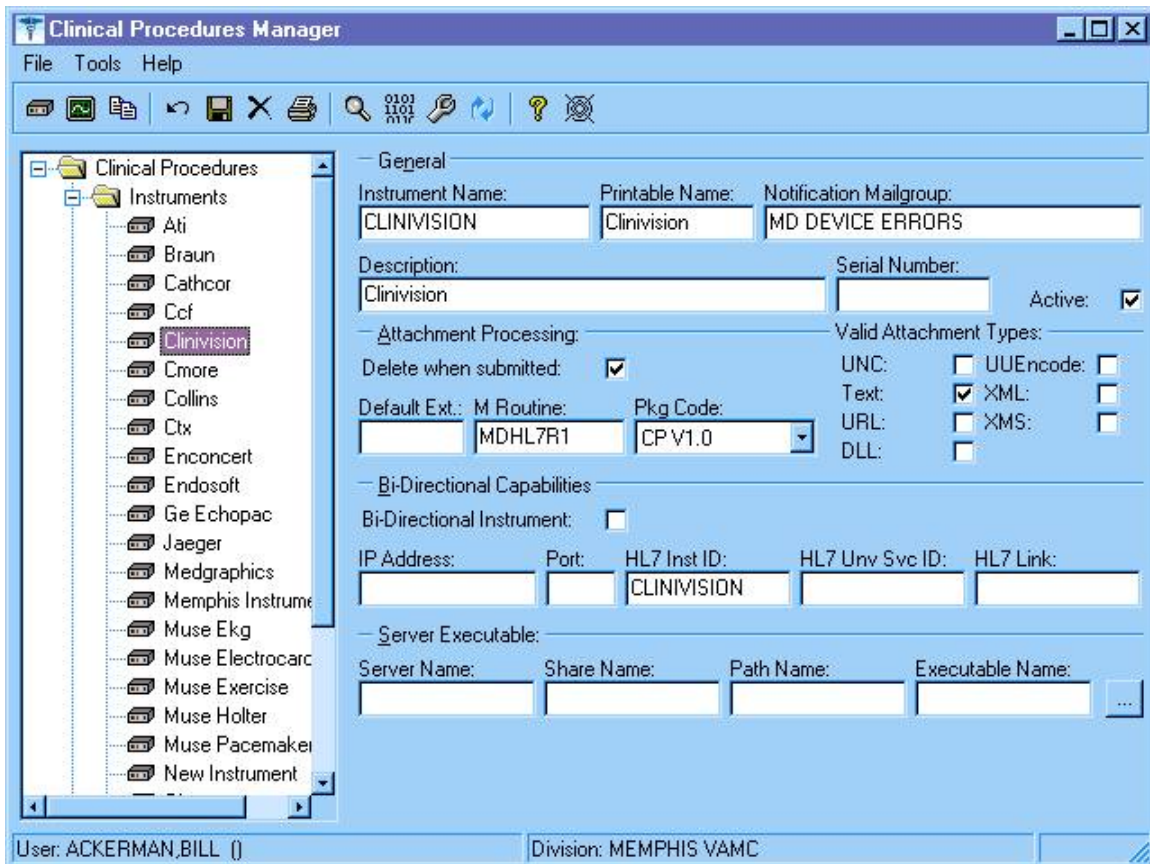 Clinical Procedures Manager
File Tools Help
Clinical Procedures
Instruments
Ati
Braun
Cathcor
Ccf
Clinivision
Cmore
Collins
Ctx
Enconcert
Endosoft
Ge Echopac
Jaeger
Medgraphics
Memphis Instrume
Muse Ekg
Muse Electrocarc
Muse Exercise
Muse Holter
Muse Pacemaker
New Instrument
General
Instrument Name: Printable Name: Notification Mailgroup:
CLINIVISION Clinivision MD DEVICE ERRORS
Description: Serial Number:
Clinivision
Active:
Attachment Processing: Valid Attachment Types:
Delete when submitted: UNC: UUEncode:
Text: XML:
Default Ext.: M Routine: Pkg Code:
MDHL7R1 CP V1.0
URL: XMS:
DLL:
Bi-Directional Capabilities
Bi-Directional Instrument:
IP Address: Port: HL7 Inst ID: HL7 Unv Svc ID: HL7 Link:
CLINIVISION
Server Executable:
Server Name: Share Name: Path Name: Executable Name:
...
User: ACKERMAN,BILL () Division: MEMPHIS VAMC